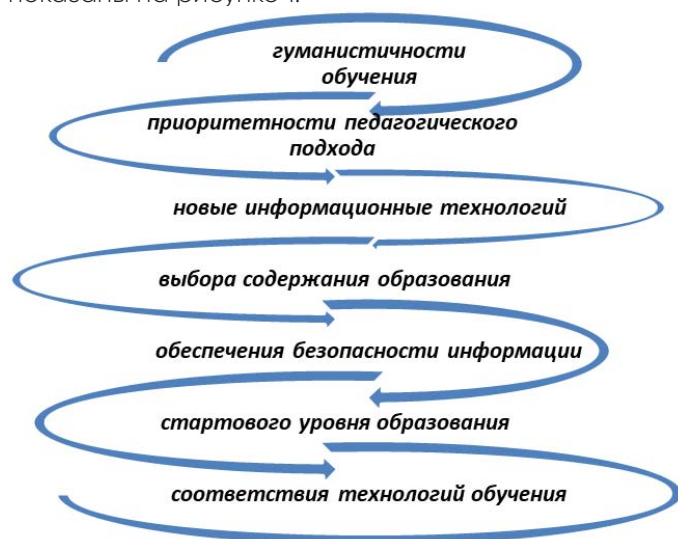 показаны на рисунке 1.
гуманистичности
обучения
приоритетности педагогического
подхода
новые информационные технологий
выбора содержания образования
обеспечения безопасности информации
стартового уровня образования
соответствия технологий обучения